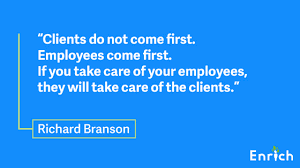 “Clients do not come first.
Employees come first.
If you take care of your employees,
they will take care of the clients.”
Richard Branson
Enrich